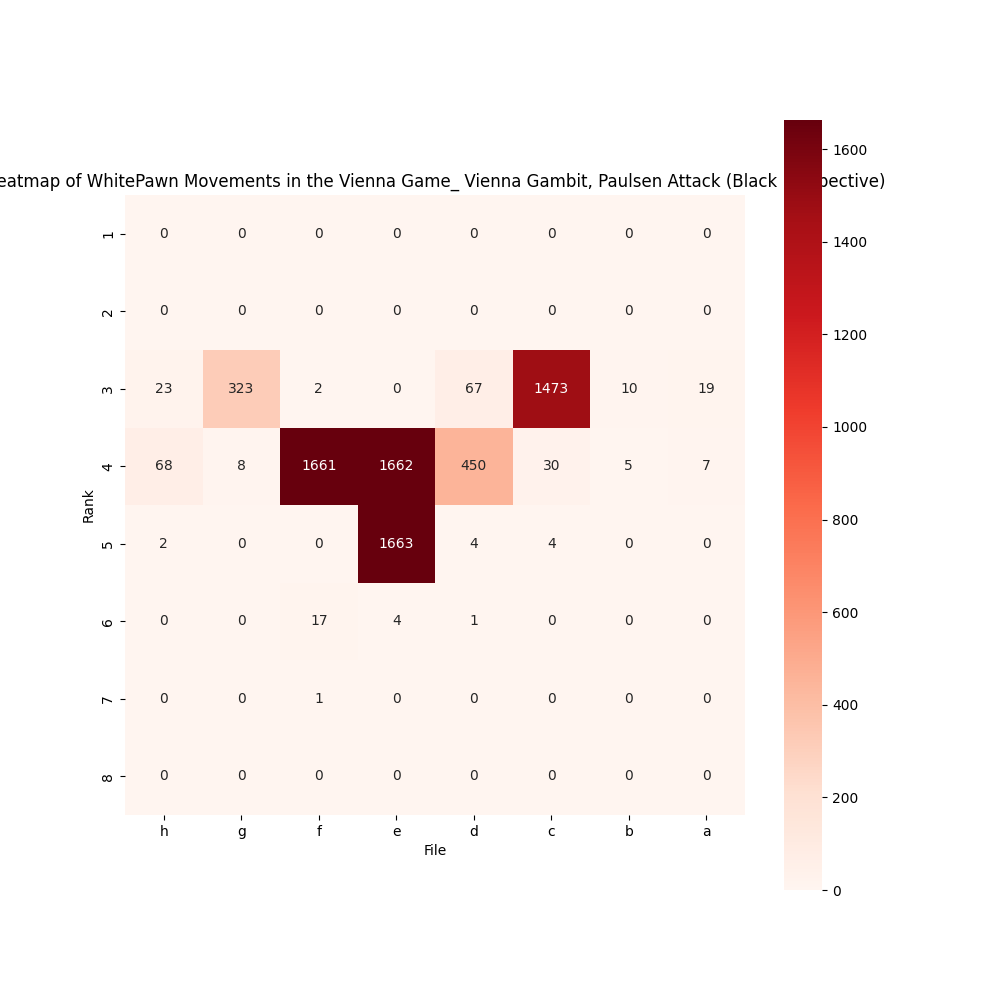 eatmap of WhitePawn Movements in the Vienna Game_ Vienna Gambit, Paulsen Attack (Black pective)
1600
1400
1200
1000
800
600
400
200
0
Rank
1 0 0 0 0 0 0 0 0
2 0 0 0 0 0 0 0 0
3 23 323 2 0 67 1473 10 19
4 68 8 1661 1662 450 30 5 7
5 2 0 0 1663 4 4 0 0
6 0 0 17 4 1 0 0 0
7 0 0 1 0 0 0 0 0
8 0 0 0 0 0 0 0 0
h g f e d c b a
File